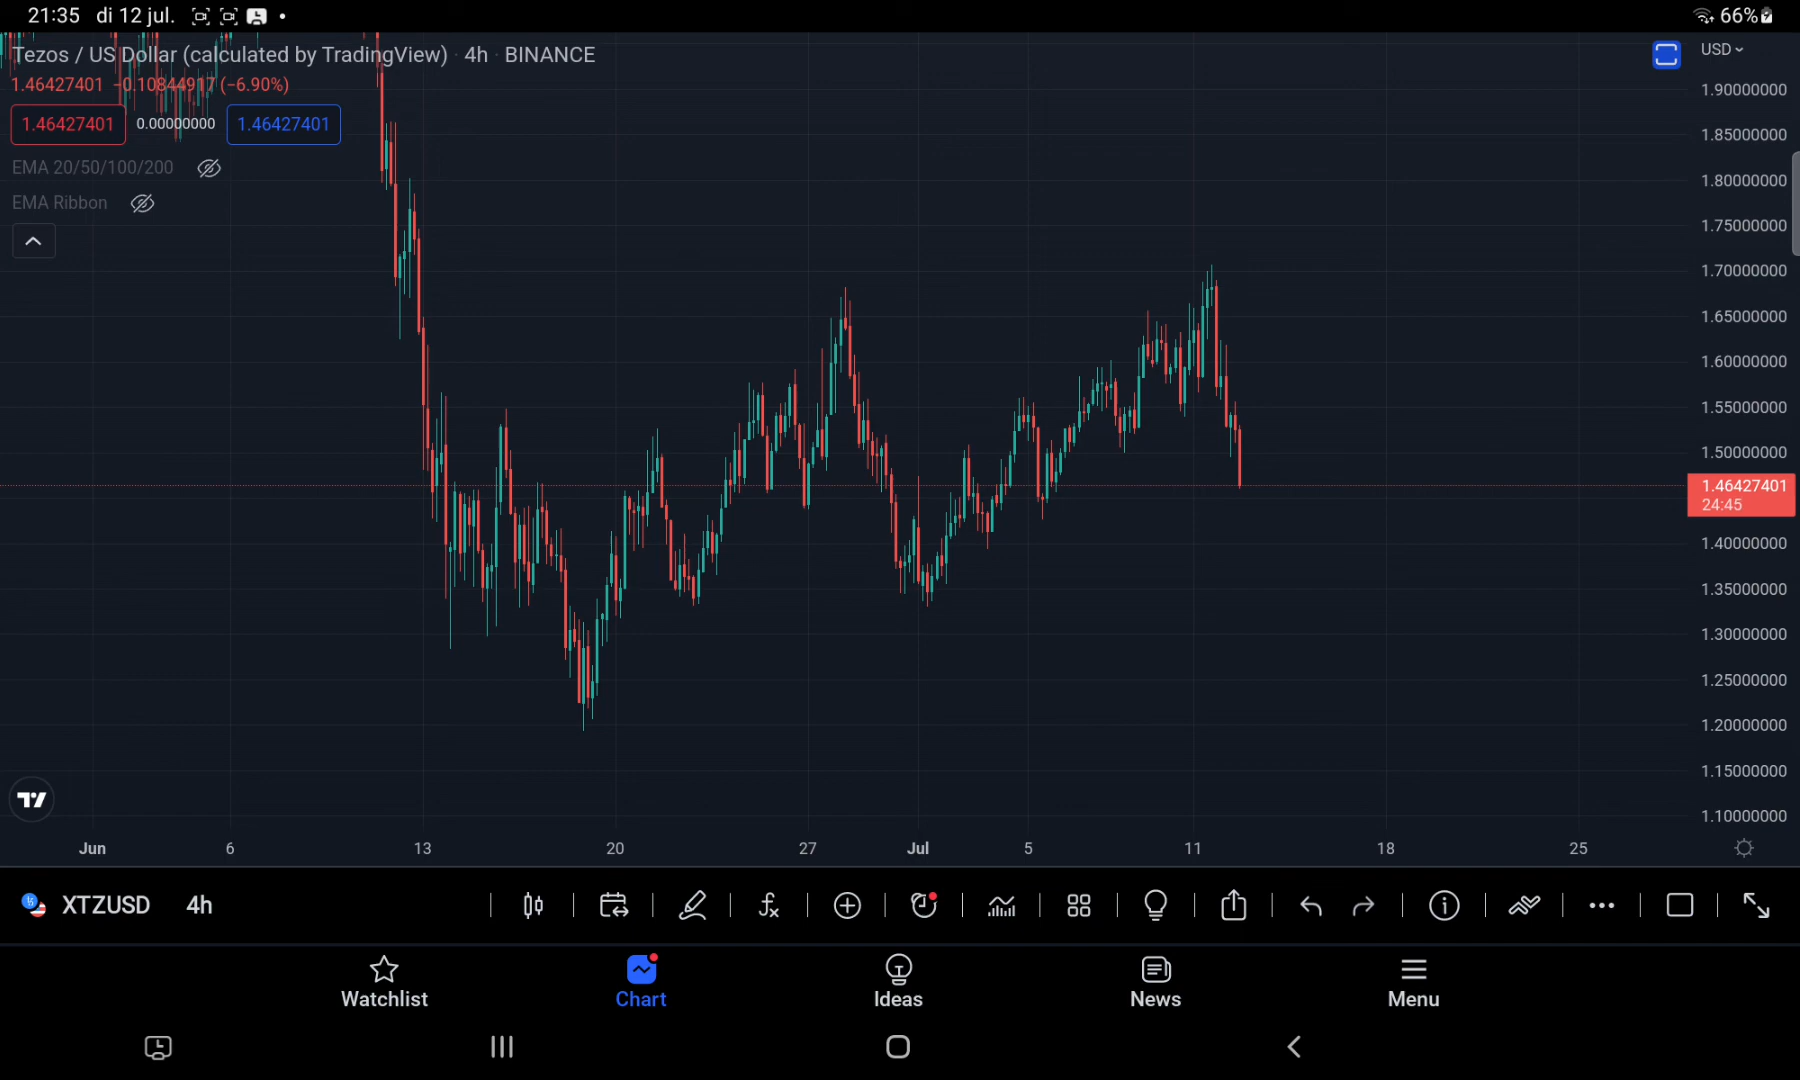 21:35 di 12 jul. 66%
Tezos / US Dollar (calculated by TradingView) · 4h · BINANCE
USD
1.46427401 −0.10844917 (−6.90%)
1.46427401 0.00000000 1.46427401
EMA 20/50/100/200
EMA Ribbon
1.90000000
1.85000000
1.80000000
1.75000000
1.70000000
1.65000000
1.60000000
1.55000000
1.50000000
1.46427401
24:45
1.40000000
1.35000000
1.30000000
1.25000000
1.20000000
1.15000000
1.10000000
Jun 6 13 20 27 Jul 5 11 18 25
XTZUSD 4h
Watchlist Chart Ideas News Menu